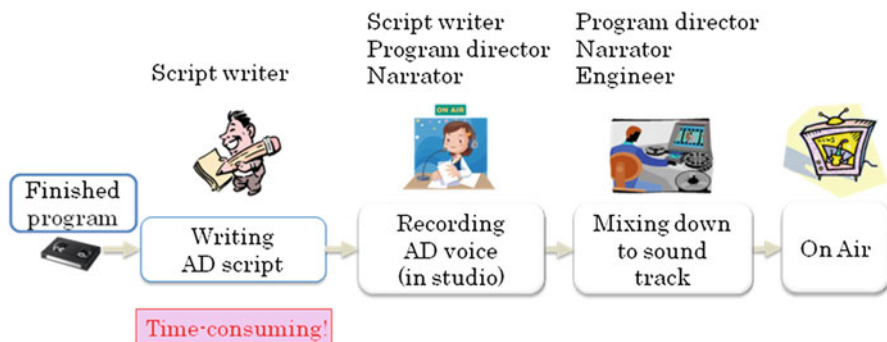 Script writer
Script writer
Program director
Narrator
Program director
Narrator
Engineer
ON AIR
Finished
program
Writing
AD script
Recording
AD voice
(in studio)
Mixing down
to sound
track
On Air
Time-consuming!